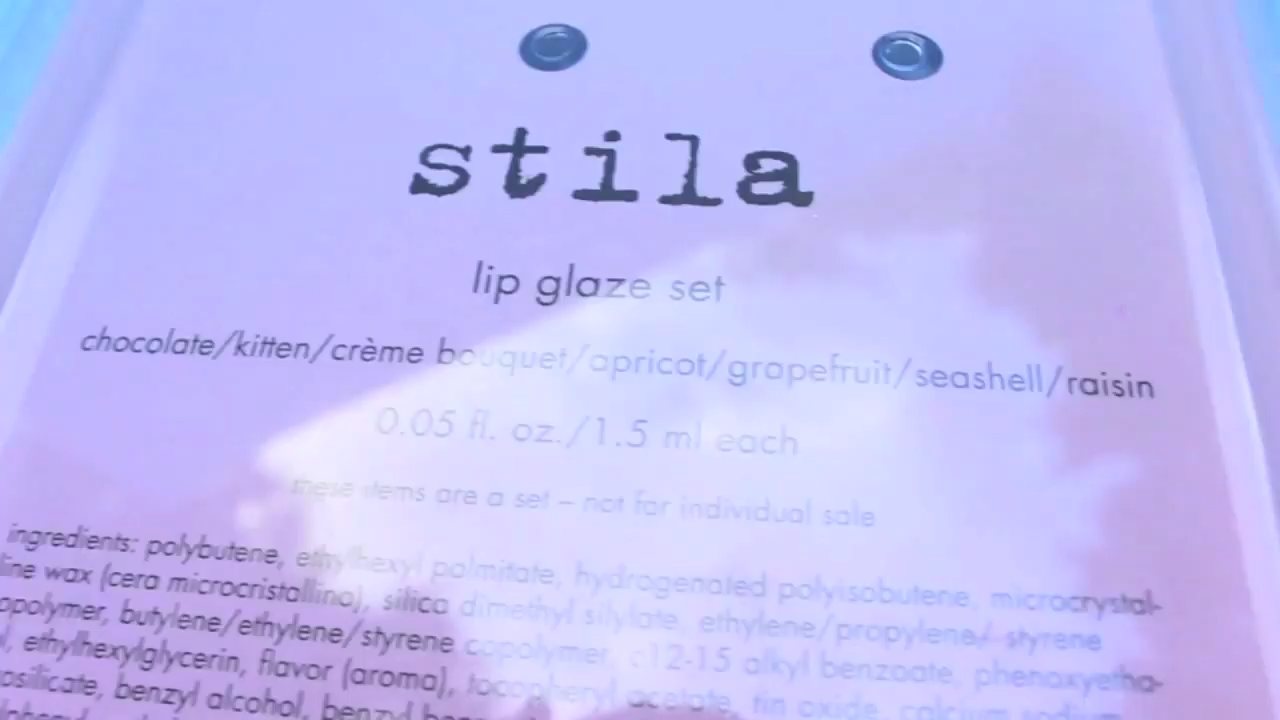 stila
lip glaze set
chocolate/kitten/crème bouquet/apricot/grapefruit/seashell/raisin
0.05 fl. oz./1.5 ml each
these items are a set – not for individual sale
ingredients: polybutene, ethylhexyl palmitate, hydrogenated polyisobutene, microcrystal-
line wax (cera microcristallina), silica dimethyl silylate, ethylene/propylene/ styrene
opolymer, butylene/ethylene/styrene copolymer, c12-15 alkyl benzoate, phenoxyetha-
l, ethylhexylglycerin, flavor (aroma), tocopheryl acetate, tin oxide, calcium sodium
osilicate, benzyl alcohol, benzyl